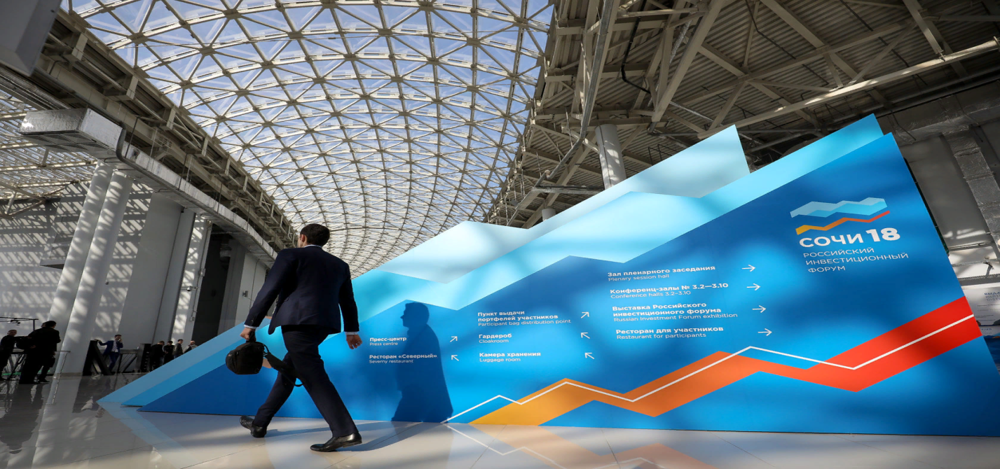 СОЧИ 18
РОССИЙСКИЙ
ИНВЕСТИЦИОННЫЙ
ФОРУМ
Пресс-центр
Press centre
Ресторан «Северный»
Severny restaurant
Пункт выдачи
портфелей участников
Participant bag distribution point
Гардероб
Cloakroom
Камера хранения
Luggage room
Зал пленарного заседания
Plenary session hall
Конференц-залы № 3.2—3.10
Conference halls 3.2-3.10
Выставка Российского
инвестиционного форума
Russian Investment Forum exhibition
Ресторан для участников
Restaurant for participants